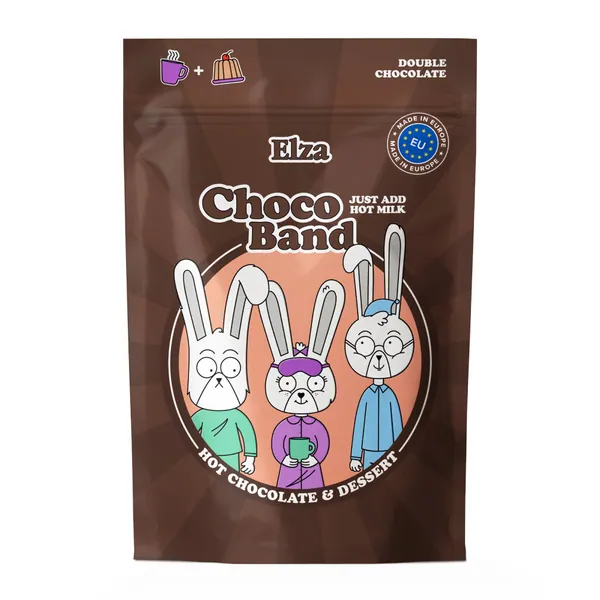 +
DOUBLE
CHOCOLATE
MADE IN EUROPE
EU
MADE IN EUROPE
Elza
Choco
Band
JUST ADD
HOT MILK
HOT CHOCOLATE & DESSERT